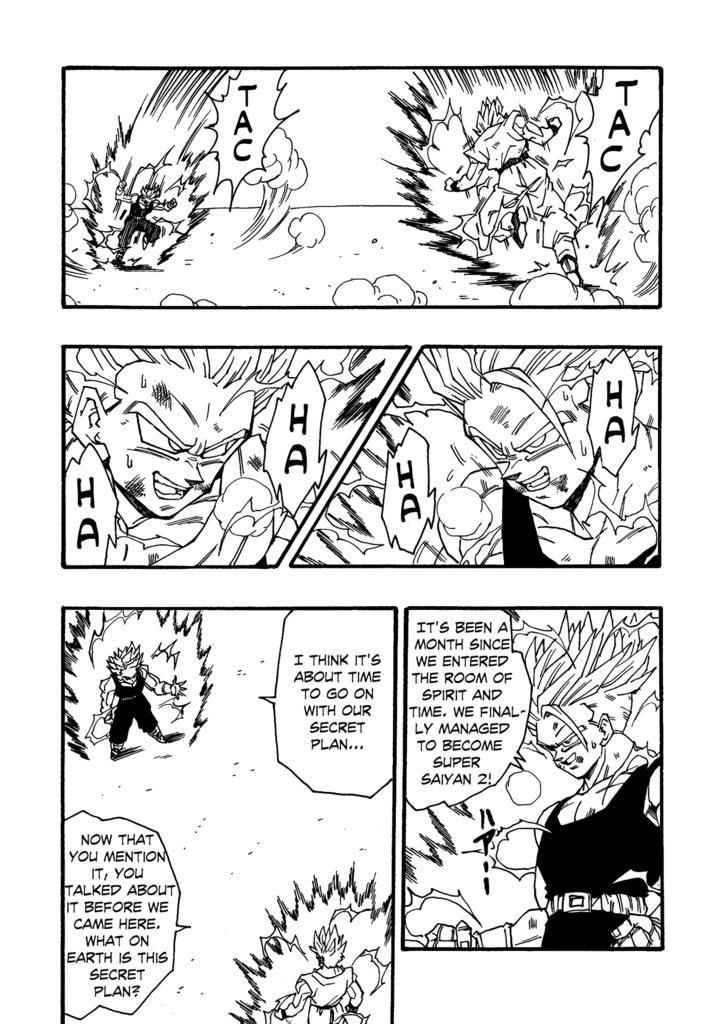 TAC
TAC
HA
HA
HA
HA
IT'S BEEN A
MONTH SINCE
WE ENTERED
THE ROOM OF
SPIRIT AND
TIME. WE FINAL-
LY MANAGED
TO BECOME
SUPER
SAIYAN 2!
I THINK IT'S
ABOUT TIME
TO GO ON
WITH OUR
SECRET
PLAN...
NOW THAT
YOU MENTION
IT, YOU
TALKED ABOUT
IT BEFORE WE
CAME HERE.
WHAT ON
EARTH IS THIS
SECRET
PLAN?